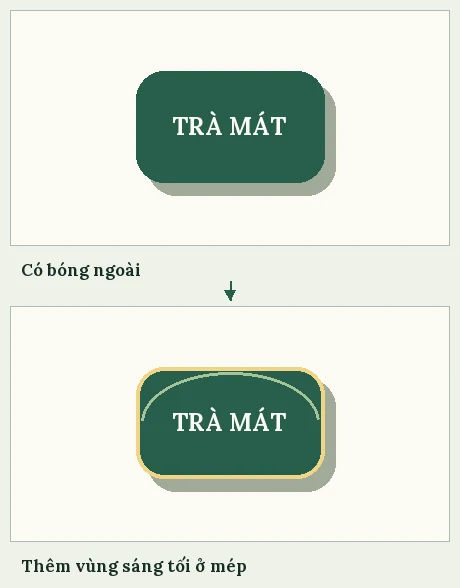 TRÀ MÁT
Có bóng ngoài
TRÀ MÁT
Thêm vùng sáng tối ở mép